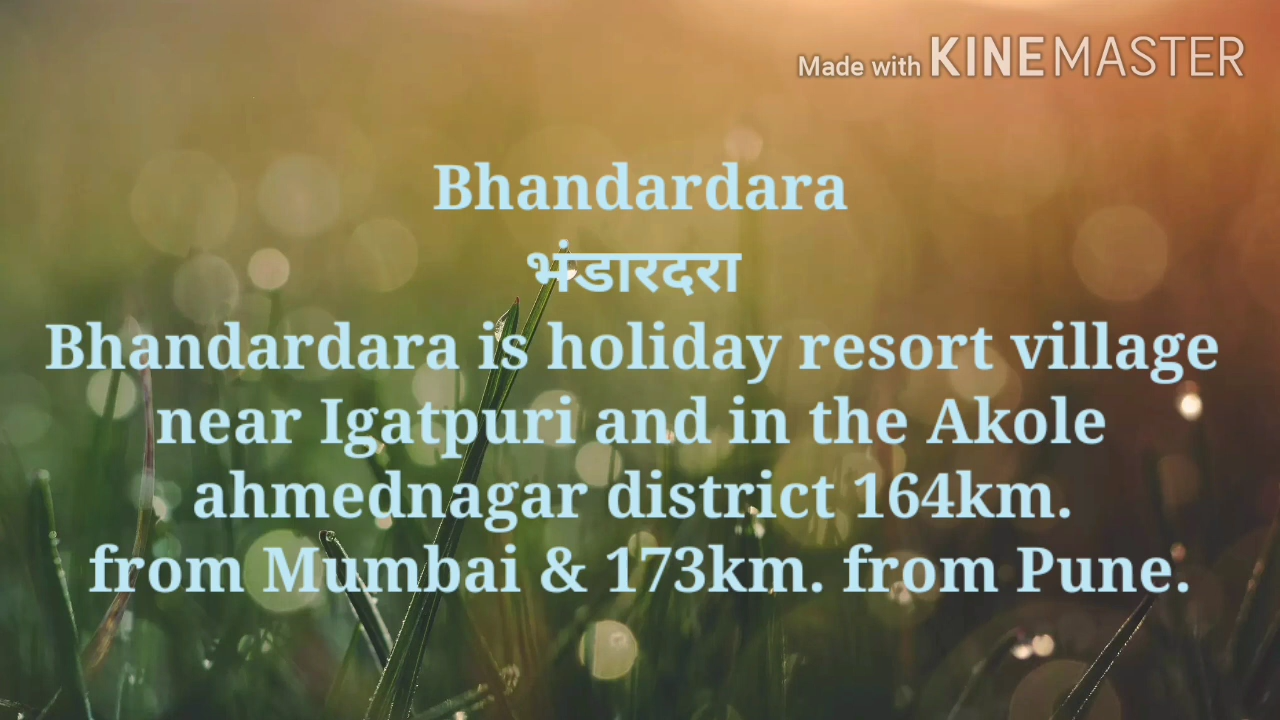 Made with KINEMASTER
Bhandardara
भंडारदरा
Bhandardara is holiday resort village
near Igatpuri and in the Akole
ahmednagar district 164km.
from Mumbai & 173km. from Pune.